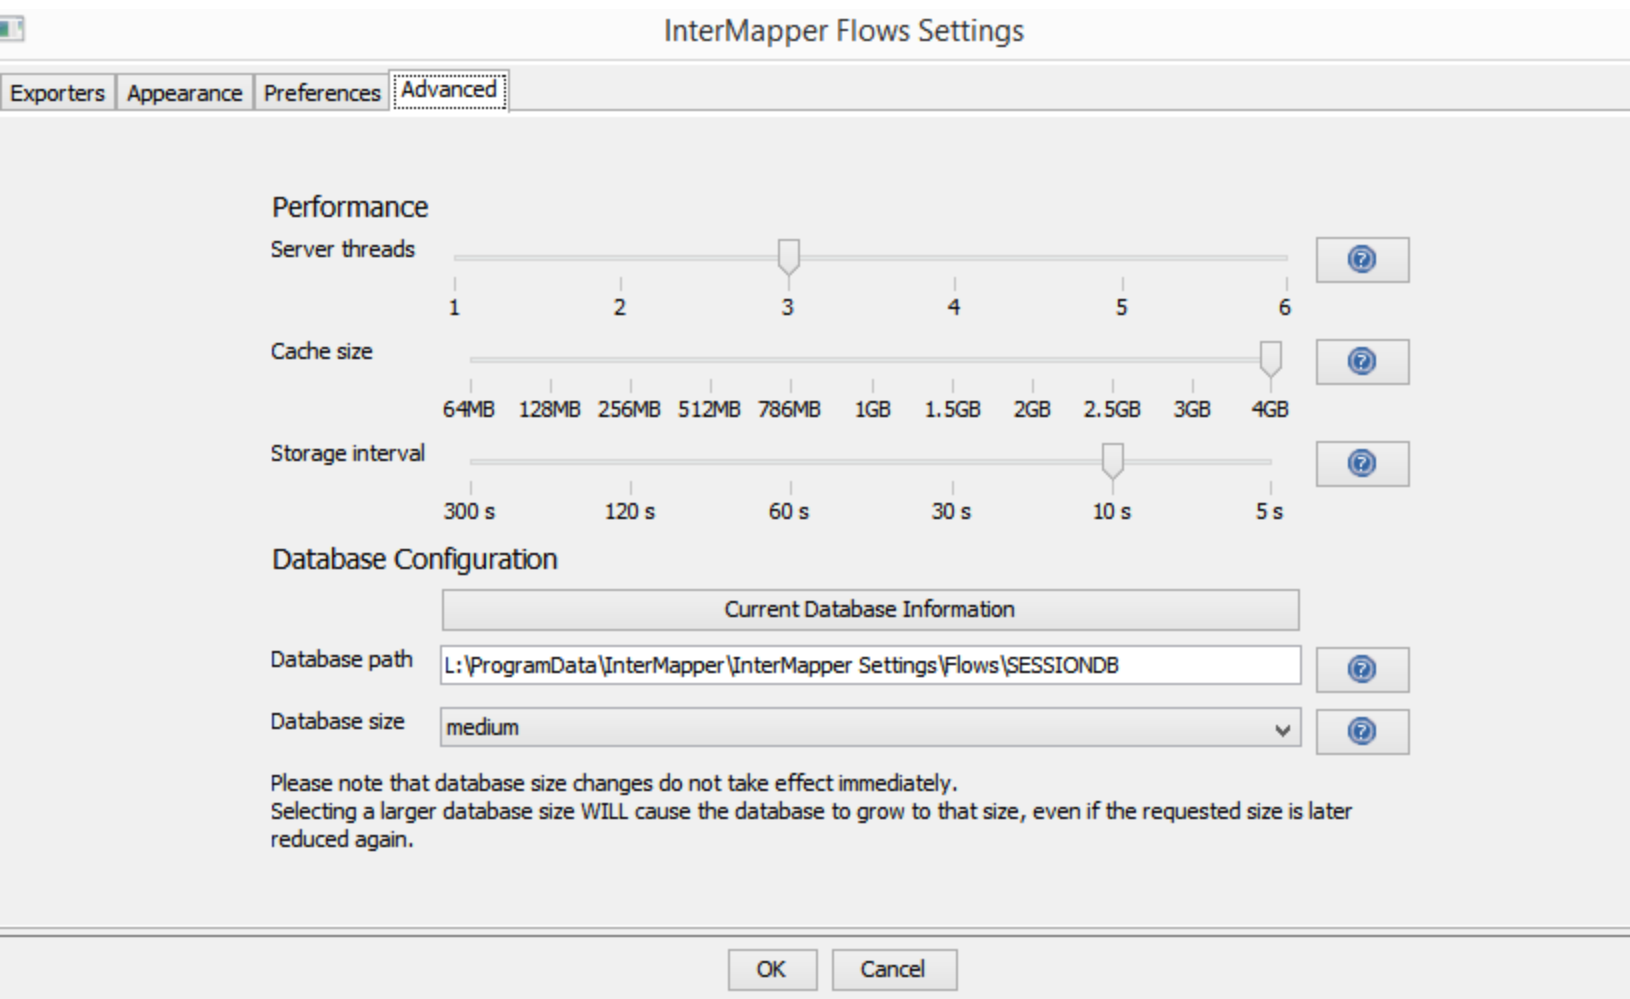 InterMapper Flows Settings
Exporters Appearance Preferences Advanced
Performance
Server threads
1 2 3 4 5 6
Cache size
64MB 128MB 256MB 512MB 786MB 1GB 1.5GB 2GB 2.5GB 3GB 4GB
Storage interval
300 s 120 s 60 s 30 s 10 s 5 s
Database Configuration
Current Database Information
Database path L:\ProgramData\InterMapper\InterMapper Settings\Flows\SESSIONDB
Database size medium
Please note that database size changes do not take effect immediately.
Selecting a larger database size WILL cause the database to grow to that size, even if the requested size is later
reduced again.
OK Cancel